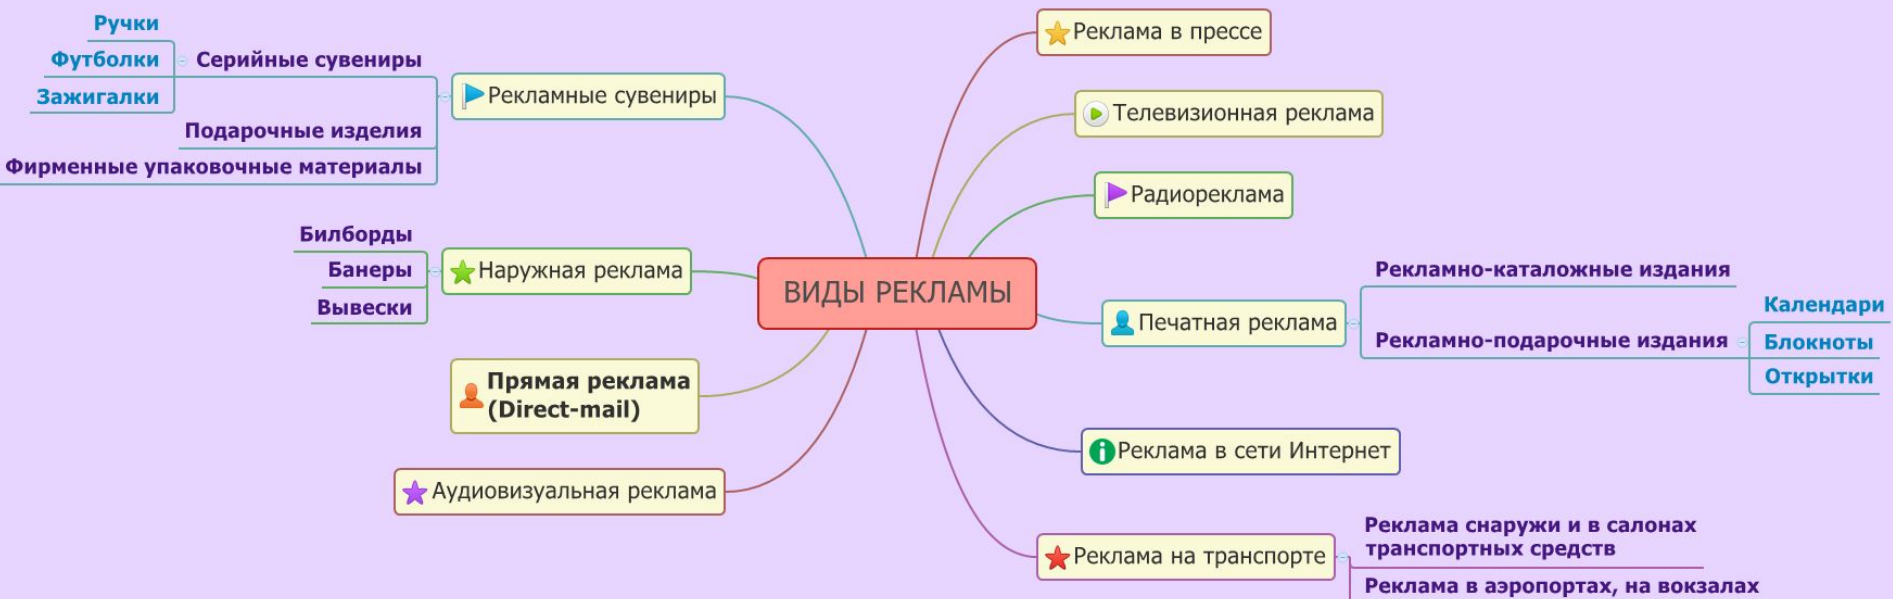 Ручки
Футболки
Зажигалки
Серийные сувениры
Подарочные изделия
Фирменные упаковочные материалы
Рекламные сувениры
Билборды
Банеры
Вывески
Наружная реклама
Прямая реклама
(Direct-mail)
Аудиовизуальная реклама
ВИДЫ РЕКЛАМЫ
Реклама в прессе
Телевизионная реклама
Радиореклама
Печатная реклама
Рекламно-каталожные издания
Рекламно-подарочные издания
Календари
Блокноты
Открытки
Реклама в сети Интернет
Реклама на транспорте
Реклама снаружи и в салонах
транспортных средств
Реклама в аэропортах, на вокзалах